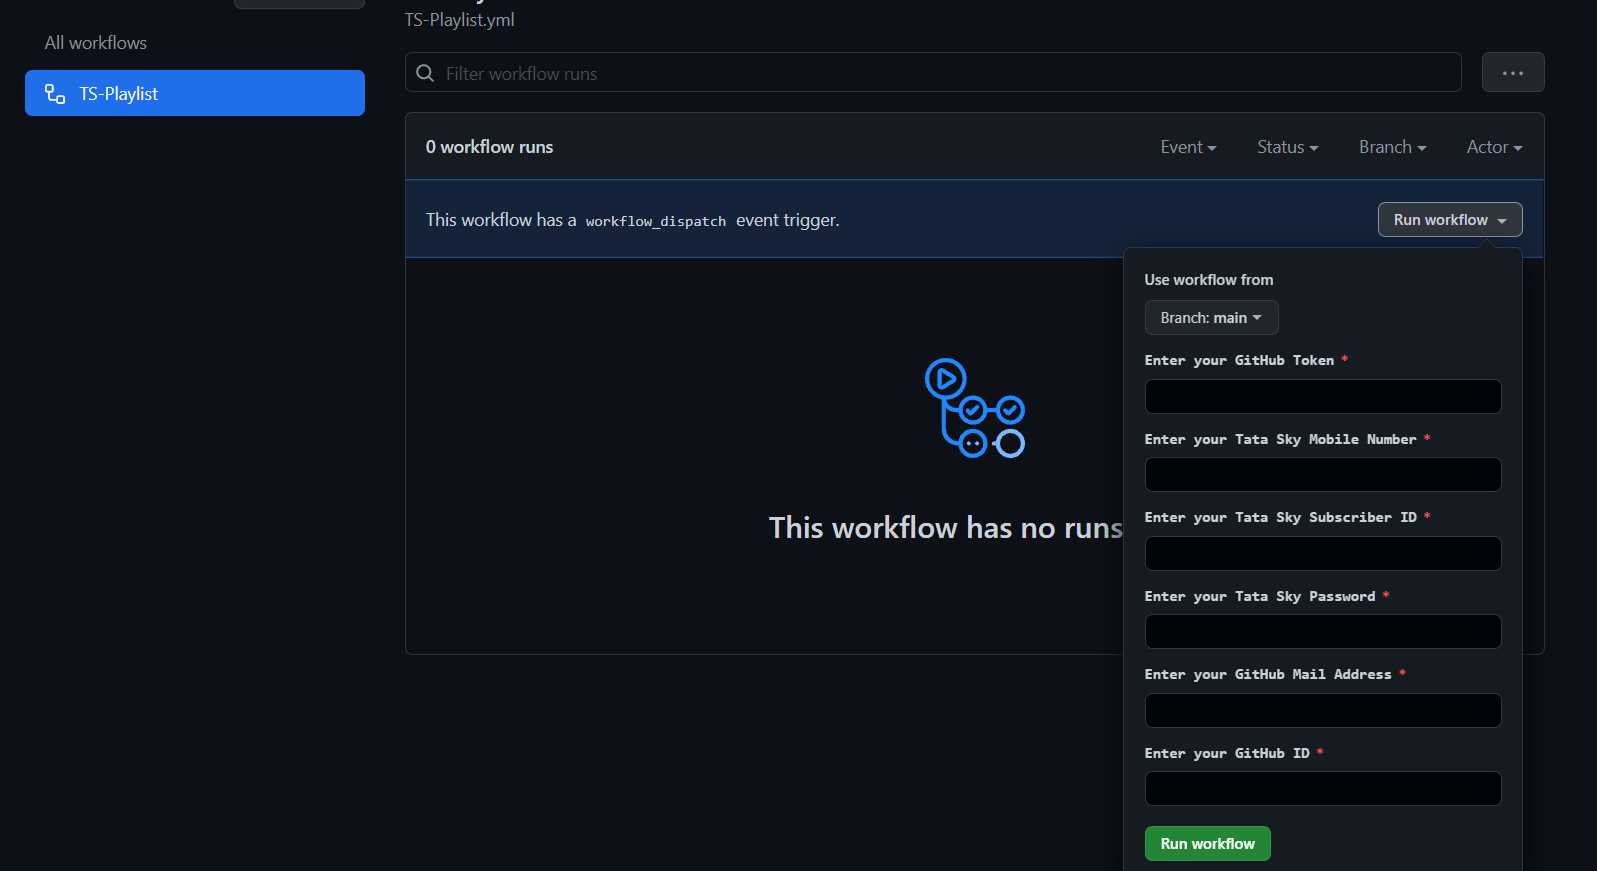 TS-Playlist.yml
All workflows
TS-Playlist
Filter workflow runs
0 workflow runs
Event
Status
Branch
Actor
This workflow has a workflow_dispatch event trigger.
Run workflow
Use workflow from
Branch: main
Enter your GitHub Token *
Enter your Tata Sky Mobile Number *
Enter your Tata Sky Subscriber ID *
Enter your Tata Sky Password *
Enter your GitHub Mail Address *
Enter your GitHub ID *
Run workflow
This workflow has no runs